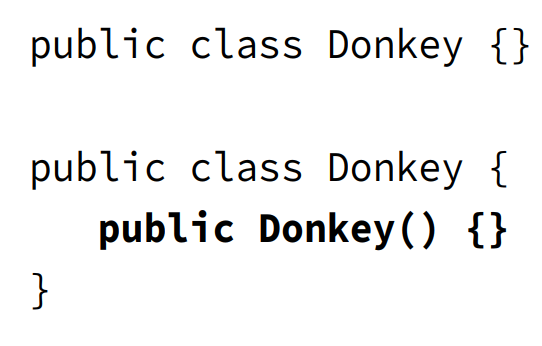 public class Donkey {}
public class Donkey {
public Donkey() {}
}